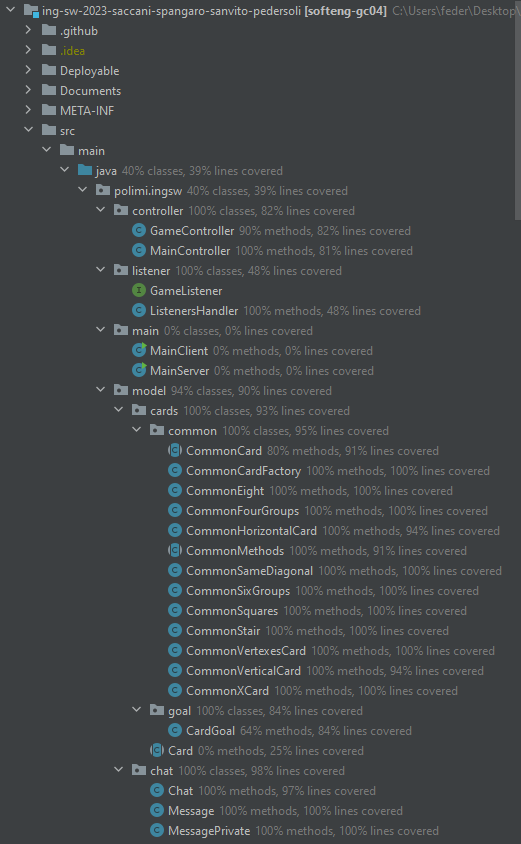 ing-sw-2023-saccani-spangaro-sanvito-pedersoli [softeng-gc04] C:\Users\feder\Desktop\
.github
.idea
Deployable
Documents
META-INF
src
main
java 40% classes, 39% lines covered
polimi.ingsw 40% classes, 39% lines covered
controller 100% classes, 82% lines covered
GameController 90% methods, 82% lines covered
MainController 100% methods, 81% lines covered
listener 100% classes, 48% lines covered
GameListener
ListenersHandler 100% methods, 48% lines covered
main 0% classes, 0% lines covered
MainClient 0% methods, 0% lines covered
MainServer 0% methods, 0% lines covered
model 94% classes, 90% lines covered
cards 100% classes, 93% lines covered
common 100% classes, 95% lines covered
CommonCard 80% methods, 91% lines covered
CommonCardFactory 100% methods, 100% lines covered
CommonEight 100% methods, 100% lines covered
CommonFourGroups 100% methods, 100% lines covered
CommonHorizontalCard 100% methods, 94% lines covered
CommonMethods 100% methods, 91% lines covered
CommonSameDiagonal 100% methods, 100% lines covered
CommonSixGroups 100% methods, 100% lines covered
CommonSquares 100% methods, 100% lines covered
CommonStair 100% methods, 100% lines covered
CommonVertexesCard 100% methods, 100% lines covered
CommonVerticalCard 100% methods, 94% lines covered
CommonXCard 100% methods, 100% lines covered
goal 100% classes, 84% lines covered
CardGoal 64% methods, 84% lines covered
Card 0% methods, 25% lines covered
chat 100% classes, 98% lines covered
Chat 100% methods, 97% lines covered
Message 100% methods, 100% lines covered
MessagePrivate 100% methods, 100% lines covered